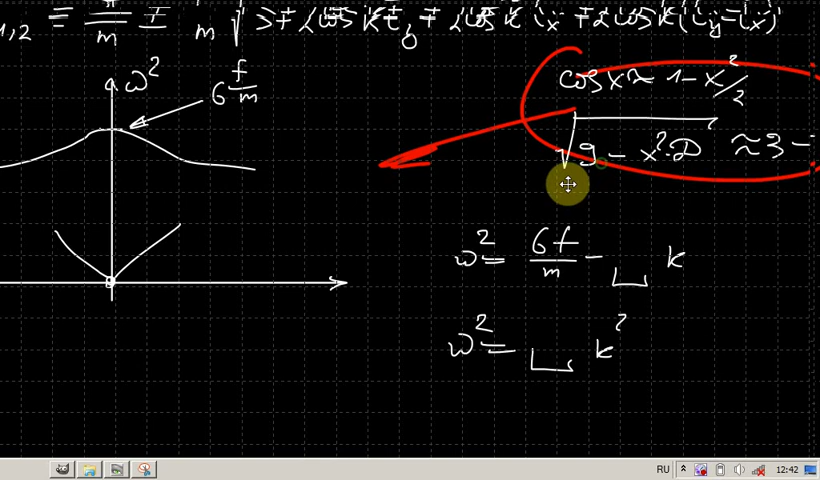 cos x ≈ 1 - x²/2
ω²
6 f/m
√9 - x²·D ≈ 3 -
ω² = 6f/m - ⎵ k
ω² = ⎵ k²
RU 12:42